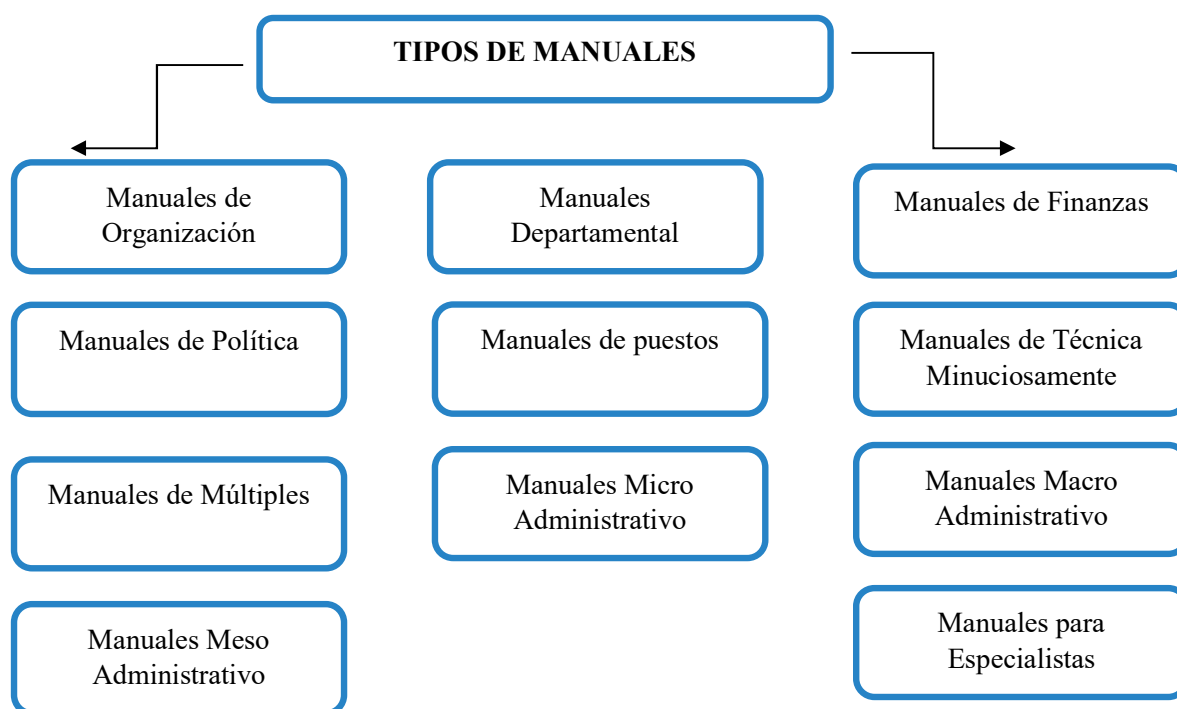 TIPOS DE MANUALES
Manuales de
Organización
Manuales
Departamental
Manuales de Finanzas
Manuales de Política
Manuales de puestos
Manuales de Técnica
Minuciosamente
Manuales de Múltiples
Manuales Micro
Administrativo
Manuales Macro
Administrativo
Manuales Meso
Administrativo
Manuales para
Especialistas